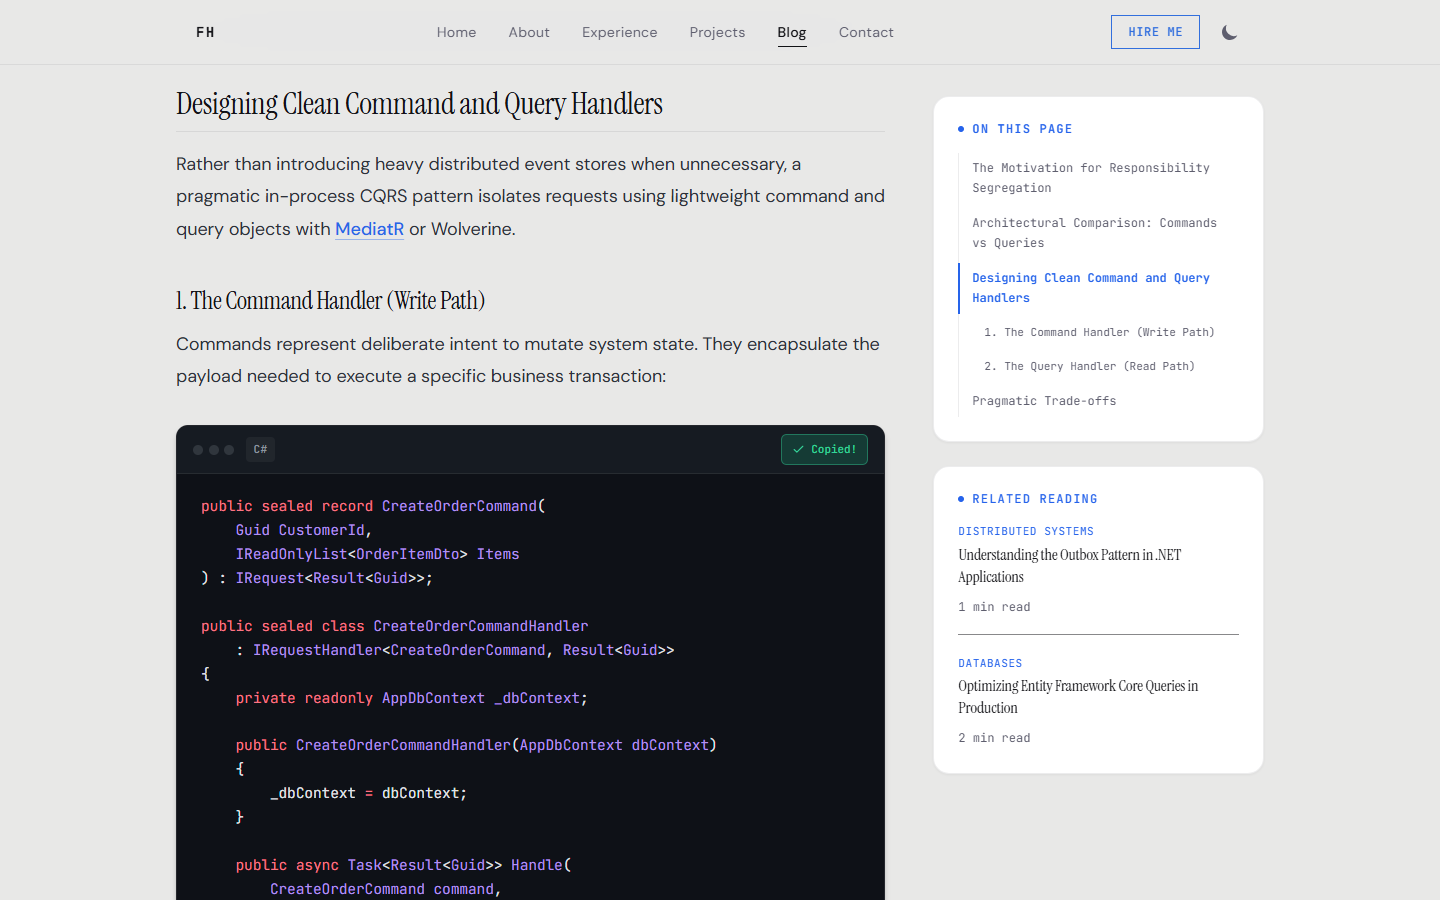 FH
Home About Experience Projects Blog Contact
HIRE ME
Designing Clean Command and Query Handlers
Rather than introducing heavy distributed event stores when unnecessary, a
pragmatic in-process CQRS pattern isolates requests using lightweight command and
query objects with MediatR or Wolverine.
1. The Command Handler (Write Path)
Commands represent deliberate intent to mutate system state. They encapsulate the
payload needed to execute a specific business transaction:
C#
Copied!
public sealed record CreateOrderCommand(
    Guid CustomerId,
    IReadOnlyList<OrderItemDto> Items
) : IRequest<Result<Guid>>;

public sealed class CreateOrderCommandHandler
    : IRequestHandler<CreateOrderCommand, Result<Guid>>
{
    private readonly AppDbContext _dbContext;

    public CreateOrderCommandHandler(AppDbContext dbContext)
    {
        _dbContext = dbContext;
    }

    public async Task<Result<Guid>> Handle(
        CreateOrderCommand command,
ON THIS PAGE
The Motivation for Responsibility
Segregation
Architectural Comparison: Commands
vs Queries
Designing Clean Command and Query
Handlers
1. The Command Handler (Write Path)
2. The Query Handler (Read Path)
Pragmatic Trade-offs
RELATED READING
DISTRIBUTED SYSTEMS
Understanding the Outbox Pattern in .NET
Applications
1 min read
DATABASES
Optimizing Entity Framework Core Queries in
Production
2 min read